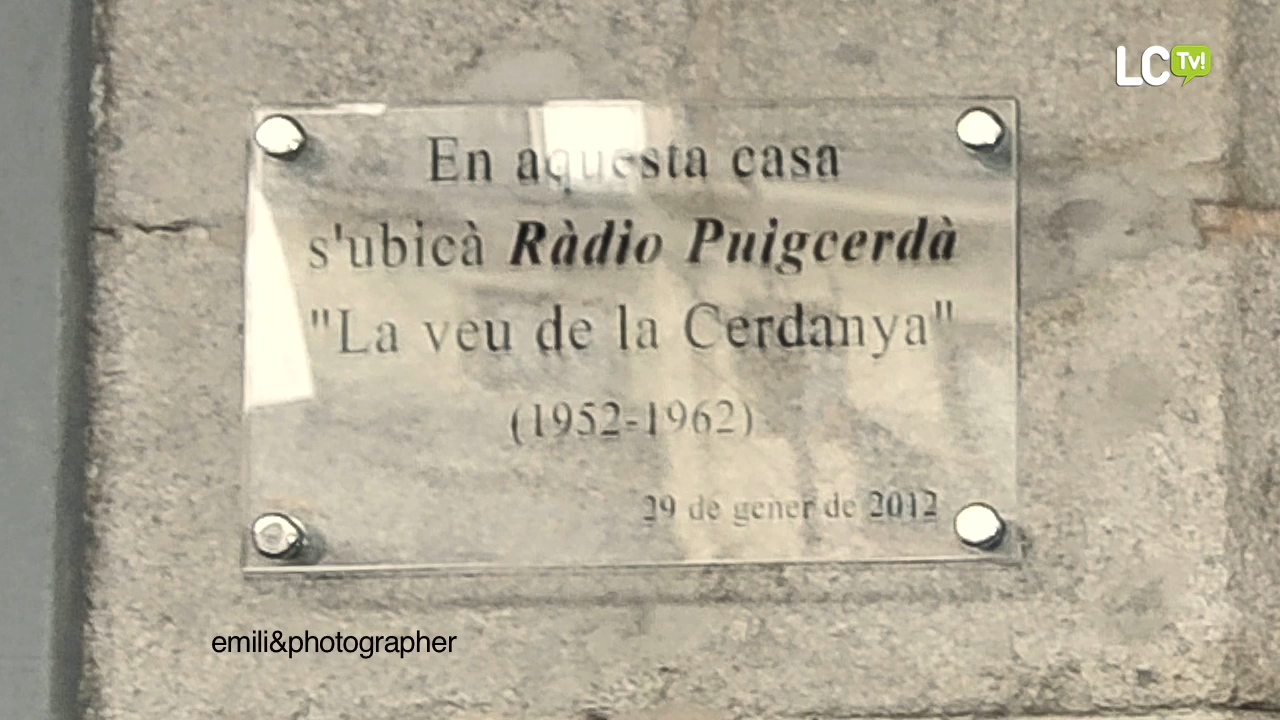 LC Tv!
En aquesta casa
s'ubicà Ràdio Puigcerdà
"La veu de la Cerdanya"
(1952-1962)
29 de gener de 2012
emili&photographer